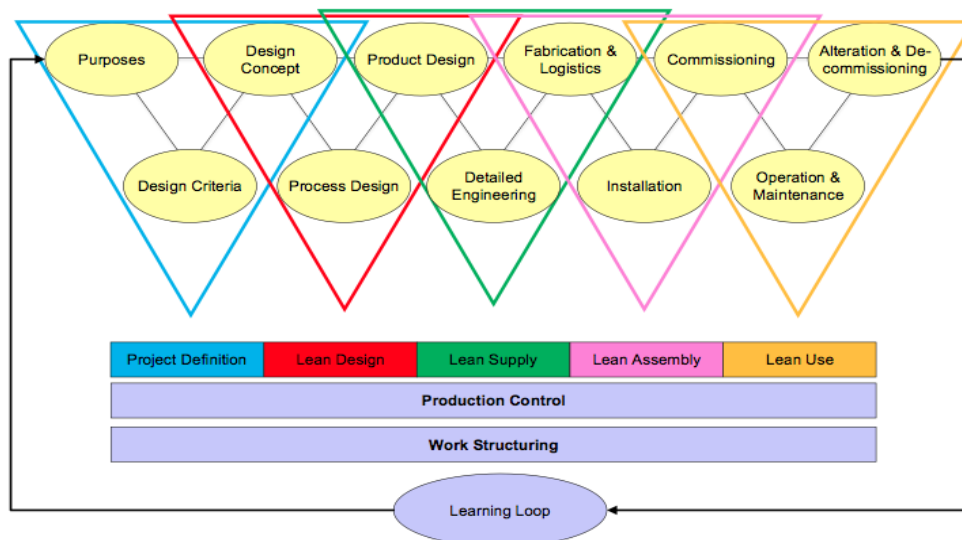 Purposes
Design
Concept
Product Design
Fabrication &
Logistics
Commissioning
Alteration & De-
commissioning
Design Criteria
Process Design
Detailed
Engineering
Installation
Operation &
Maintenance
Project Definition
Lean Design
Lean Supply
Lean Assembly
Lean Use
Production Control
Work Structuring
Learning Loop